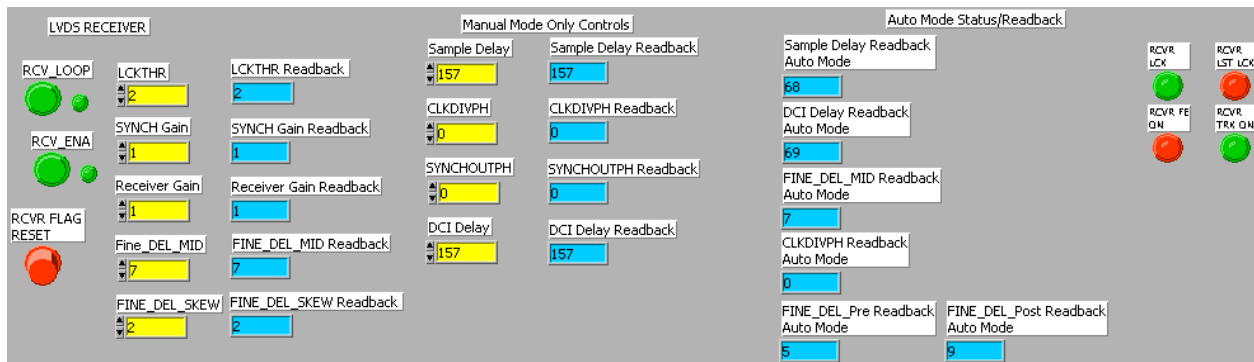 LVDS RECEIVER
RCV_LOOP
RCV_ENA
RCVR FLAG
RESET
LCKTHR
2
LCKTHR Readback
2
SYNCH Gain
1
SYNCH Gain Readback
1
Receiver Gain
1
Receiver Gain Readback
1
Fine_DEL_MID
7
FINE_DEL_MID Readback
7
FINE_DEL_SKEW
2
FINE_DEL_SKEW Readback
2
Manual Mode Only Controls
Sample Delay
157
Sample Delay Readback
157
CLKDIVPH
0
CLKDIVPH Readback
0
SYNCHOUTPH
0
SYNCHOUTPH Readback
0
DCI Delay
157
DCI Delay Readback
157
Auto Mode Status/Readback
Sample Delay Readback
Auto Mode
68
DCI Delay Readback
Auto Mode
69
FINE_DEL_MID Readback
Auto Mode
7
CLKDIVPH Readback
Auto Mode
0
FINE_DEL_Pre Readback
Auto Mode
5
FINE_DEL_Post Readback
Auto Mode
9
RCVR
LCK
RCVR
LST LCK
RCVR FE
ON
RCVR
TRK ON